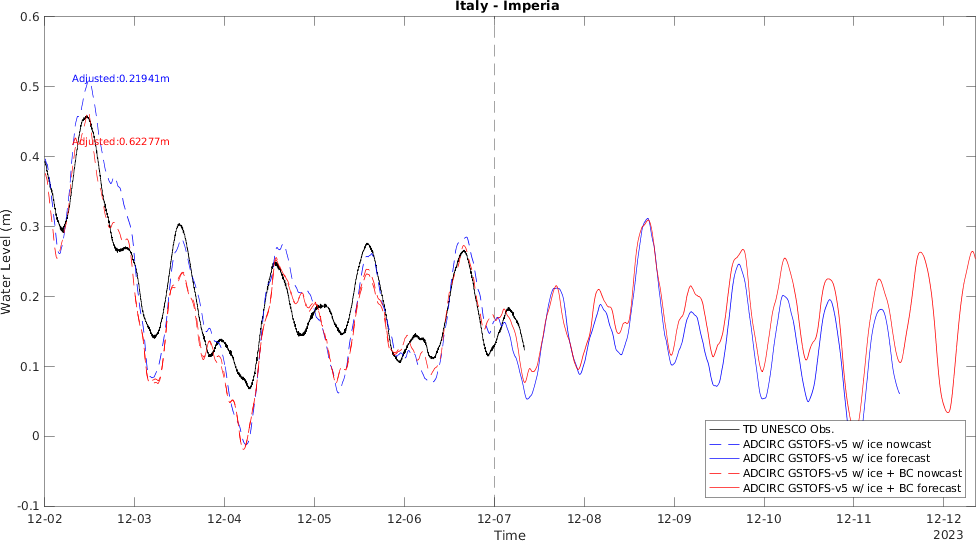 Italy - Imperia
0.6
0.5
0.4
0.3
0.2
0.1
0
-0.1
Water Level (m)
Adjusted:0.21941m
Adjusted:0.62277m
TD UNESCO Obs.
ADCIRC GSTOFS-v5 w/ ice nowcast
ADCIRC GSTOFS-v5 w/ ice forecast
ADCIRC GSTOFS-v5 w/ ice + BC nowcast
ADCIRC GSTOFS-v5 w/ ice + BC forecast
12-02 12-03 12-04 12-05 12-06 12-07 12-08 12-09 12-10 12-11 12-12
Time 2023